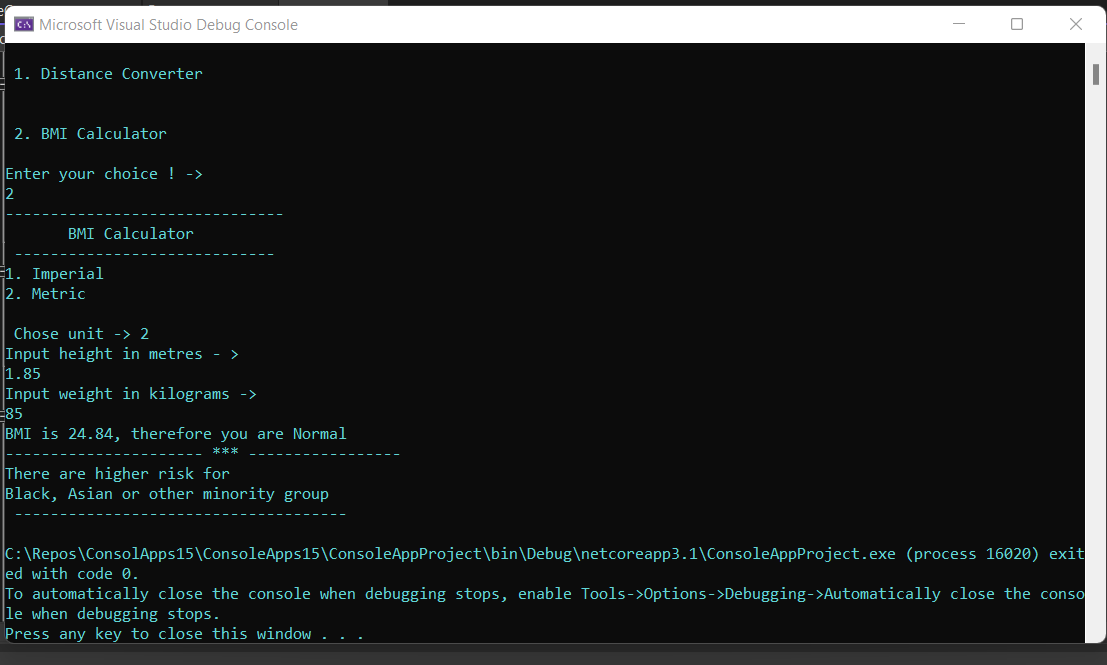 Microsoft Visual Studio Debug Console
1. Distance Converter
2. BMI Calculator
Enter your choice ! ->
2
-------------------------------
BMI Calculator
-----------------------------
1. Imperial
2. Metric
Chose unit -> 2
Input height in metres - >
1.85
Input weight in kilograms ->
85
BMI is 24.84, therefore you are Normal
---------------------- *** -----------------
There are higher risk for
Black, Asian or other minority group
-------------------------------------
C:\Repos\ConsolApps15\ConsoleApps15\ConsoleAppProject\bin\Debug\netcoreapp3.1\ConsoleAppProject.exe (process 16020) exit
ed with code 0.
To automatically close the console when debugging stops, enable Tools->Options->Debugging->Automatically close the conso
le when debugging stops.
Press any key to close this window . . .